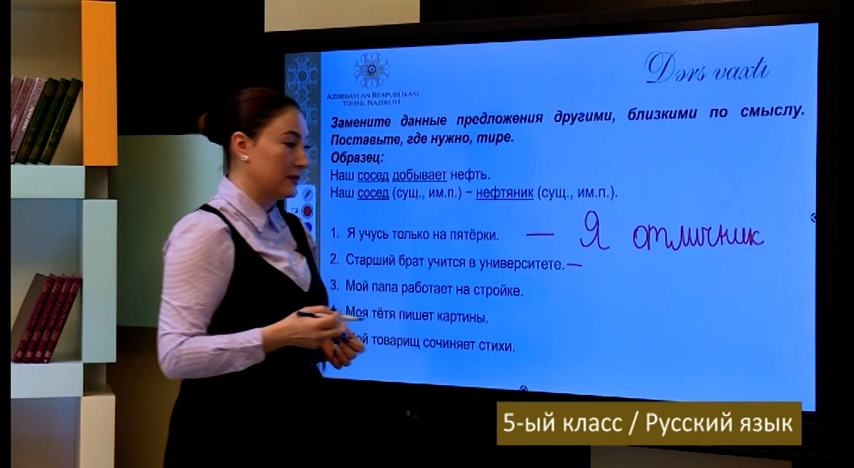 Dərs vaxtı
AZƏRBAYCAN RESPUBLİKASI
TƏHSİL NAZİRLİYİ
Замените данные предложения другими, близкими по смыслу.
Поставьте, где нужно, тире.
Образец:
Наш сосед добывает нефть.
Наш сосед (сущ., им.п.) – нефтяник (сущ., им.п.).
1. Я учусь только на пятёрки. — Я отличник
2. Старший брат учится в университете. —
3. Мой папа работает на стройке.
Моя тётя пишет картины.
товарищ сочиняет стихи.
5-ый класс / Русский язык